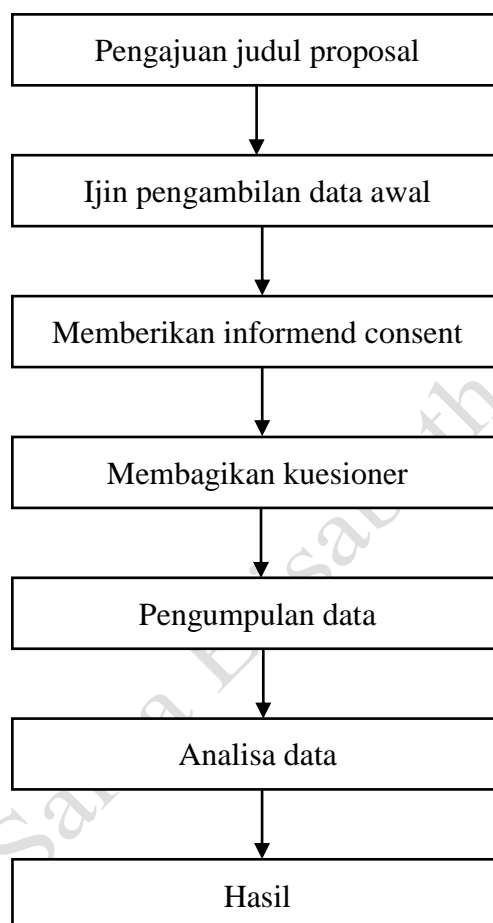 Pengajuan judul proposal
Ijin pengambilan data awal
Memberikan informend consent
Membagikan kuesioner
Pengumpulan data
Analisa data
Hasil